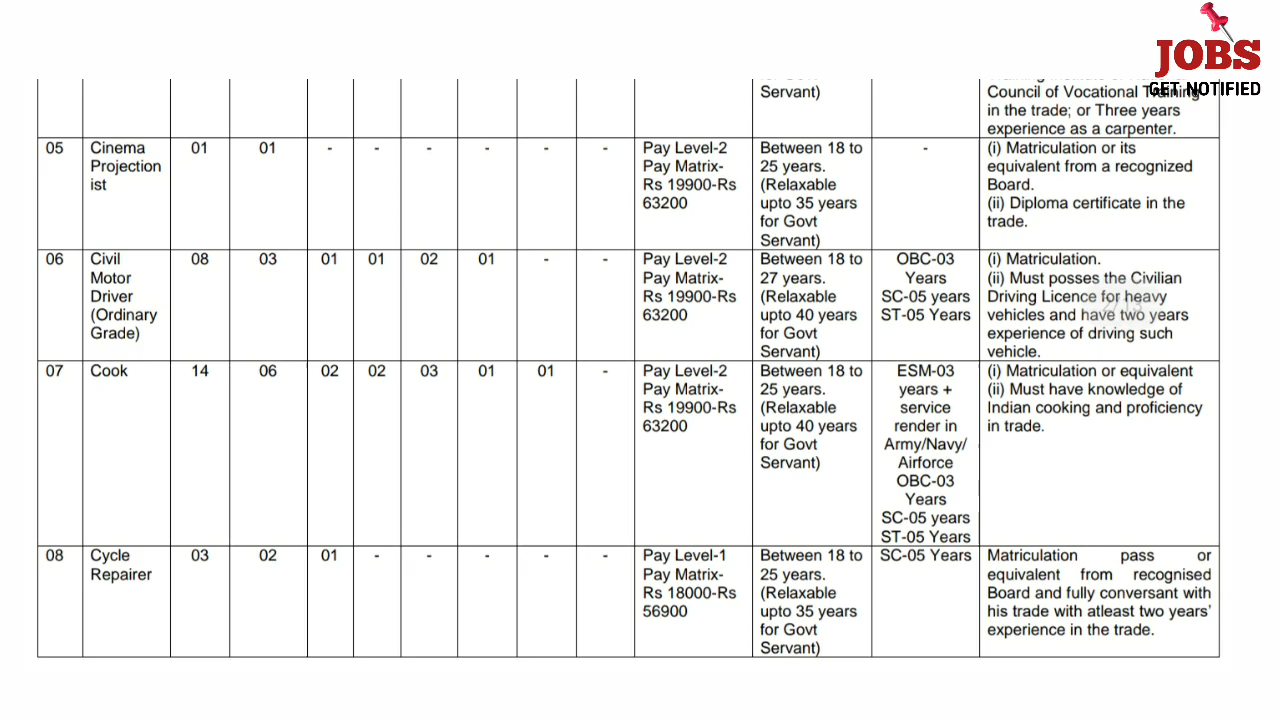 JOBS
GET NOTIFIED
Servant)
Council of Vocational Training
in the trade; or Three years
experience as a carpenter.
05 Cinema Projection ist 01 01 - - - - - - Pay Level-2 Pay Matrix- Rs 19900-Rs 63200 Between 18 to 25 years. (Relaxable upto 35 years for Govt Servant) - (i) Matriculation or its equivalent from a recognized Board. (ii) Diploma certificate in the trade.
06 Civil Motor Driver (Ordinary Grade) 08 03 01 01 02 01 - - Pay Level-2 Pay Matrix- Rs 19900-Rs 63200 Between 18 to 27 years. (Relaxable upto 40 years for Govt Servant) OBC-03 Years SC-05 years ST-05 Years (i) Matriculation. (ii) Must posses the Civilian Driving Licence for heavy vehicles and have two years experience of driving such vehicle.
2/13
07 Cook 14 06 02 02 03 01 01 - Pay Level-2 Pay Matrix- Rs 19900-Rs 63200 Between 18 to 25 years. (Relaxable upto 40 years for Govt Servant) ESM-03 years + service render in Army/Navy/ Airforce OBC-03 Years SC-05 years ST-05 Years (i) Matriculation or equivalent (ii) Must have knowledge of Indian cooking and proficiency in trade.
08 Cycle Repairer 03 02 01 - - - - - Pay Level-1 Pay Matrix- Rs 18000-Rs 56900 Between 18 to 25 years. (Relaxable upto 35 years for Govt Servant) SC-05 Years Matriculation pass or equivalent from recognised Board and fully conversant with his trade with atleast two years' experience in the trade.